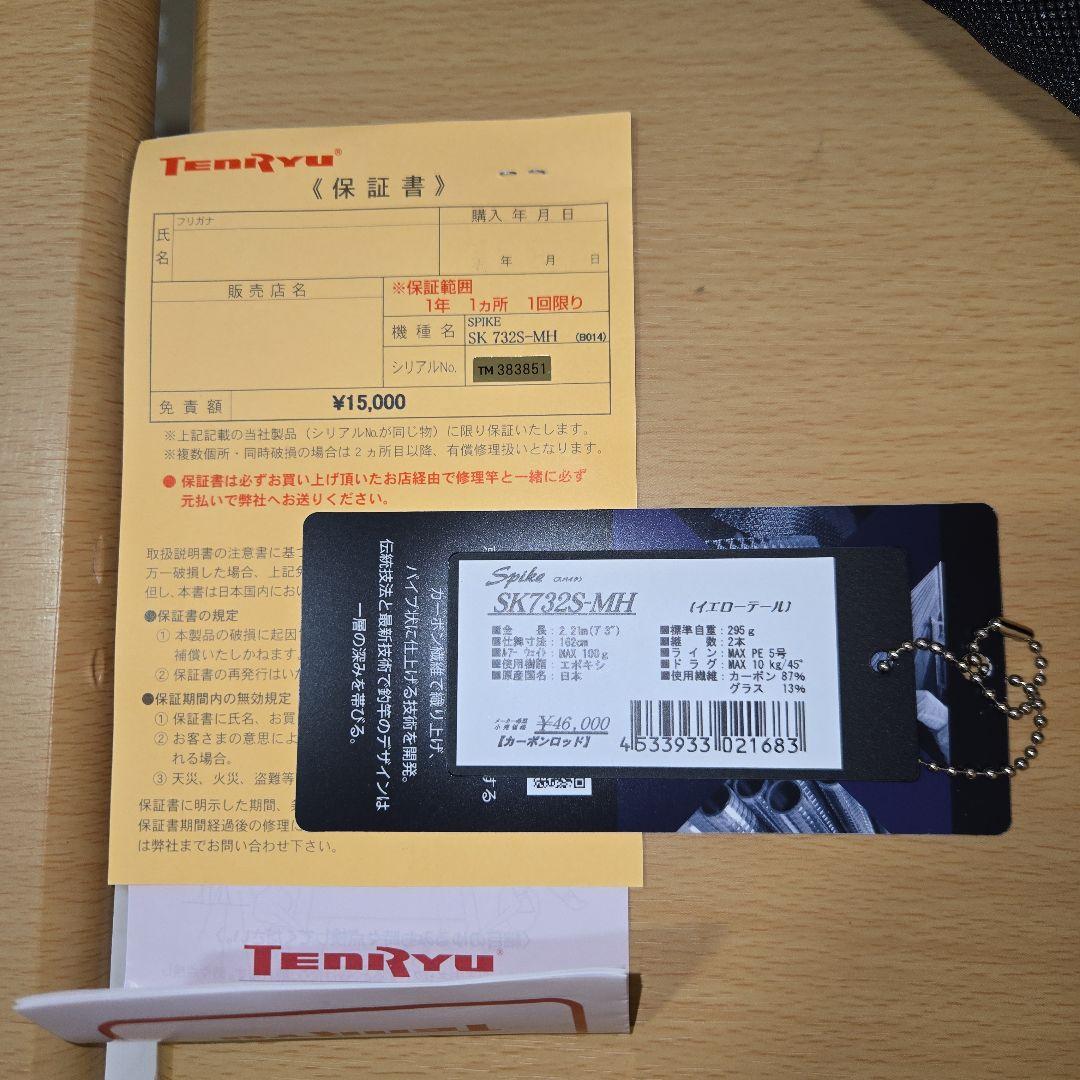 TENRYU®
《保証書》
フリガナ
氏名
購入年月日
年 月 日
販売店名
※保証範囲
1年 1ヵ所 1回限り
機種名
SPIKE
SK 732S-MH (B014)
シリアルNo.
TM 383851
免責額
¥15,000
※上記記載の当社製品(シリアルNo.が同じ物)に限り保証いたします。
※複数個所・同時破損の場合は2ヵ所目以降、有償修理扱いとなります。
●保証書は必ずお買い上げ頂いたお店経由で修理竿と一緒に必ず
元払いで弊社へお送りください。
取扱説明書の注意書に基づ
万一破損した場合、上記免
但し、本書は日本国内におい
●保証書の規定
① 本製品の破損に起因
補償いたしかねます
② 保証書の再発行はいた
●保証期間内の無効規定
① 保証書に氏名、お買
② お客さまの意思によ
れる場合。
③ 天災、火災、盗難等
保証書に明示した期間、
保証書期間経過後の修理に
は弊社までお問い合わせ下さい。
カーボン繊維で織り上げ、
パイプ状に仕上げる技術を開発。
伝統技法と最新技術で釣竿のデザインは
一層の深みを帯びる。
する
Spike (スパイク)
SK732S-MH (イエローテール)
■全長:2.21m(7'3")
■仕舞寸法:162cm
■ルアーウェイト:MAX 100g
■使用樹脂:エポキシ
■原産国名:日本
■標準自重:295g
■継数:2本
■ライン:MAX PE 5号
■ドラグ:MAX 10kg/45°
■使用繊維:カーボン 87%
グラス 13%
メーカー希望小売価格 ¥46,000
【カーボンロッド】
4533933021683
TENRYU®